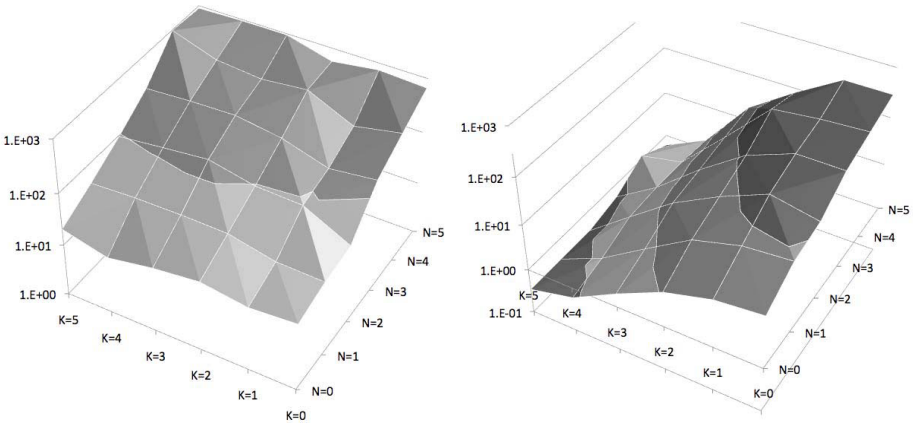 1.E+03
1.E+02
1.E+01
1.E+00
K=5
K=4
K=3
K=2
K=1
K=0
N=0
N=1
N=2
N=3
N=4
N=5
1.E+03
1.E+02
1.E+01
1.E+00
1.E-01
K=5
K=4
K=3
K=2
K=1
K=0
N=0
N=1
N=2
N=3
N=4
N=5